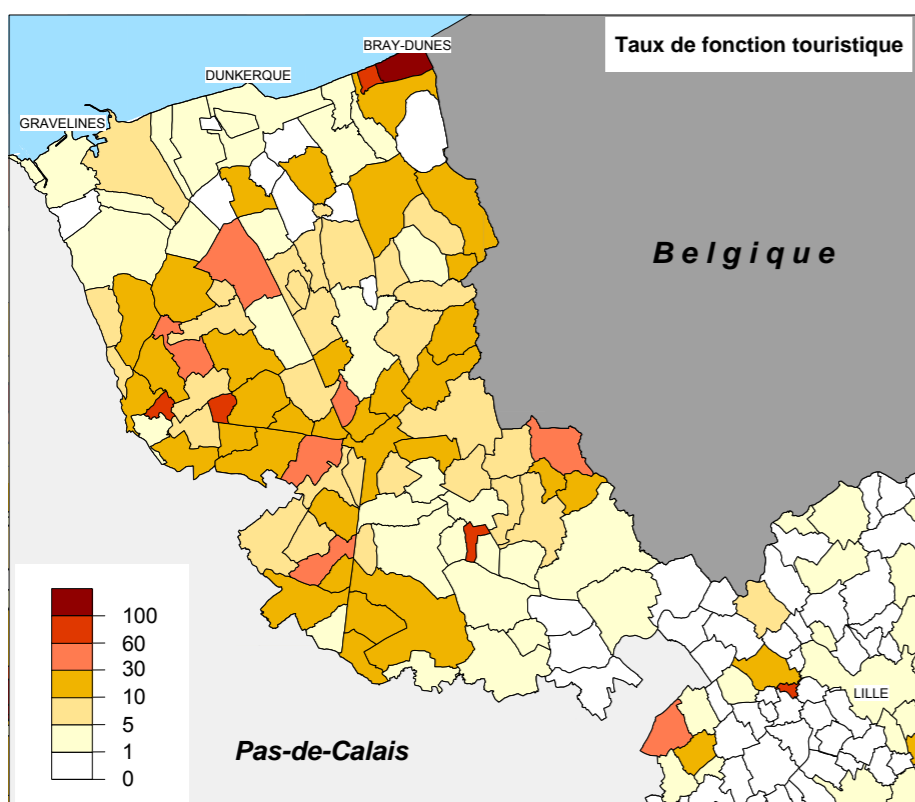 Taux de fonction touristique
BRAY-DUNES
DUNKERQUE
GRAVELINES
Belgique
100
60
30
10
5
1
0
LILLE
Pas-de-Calais